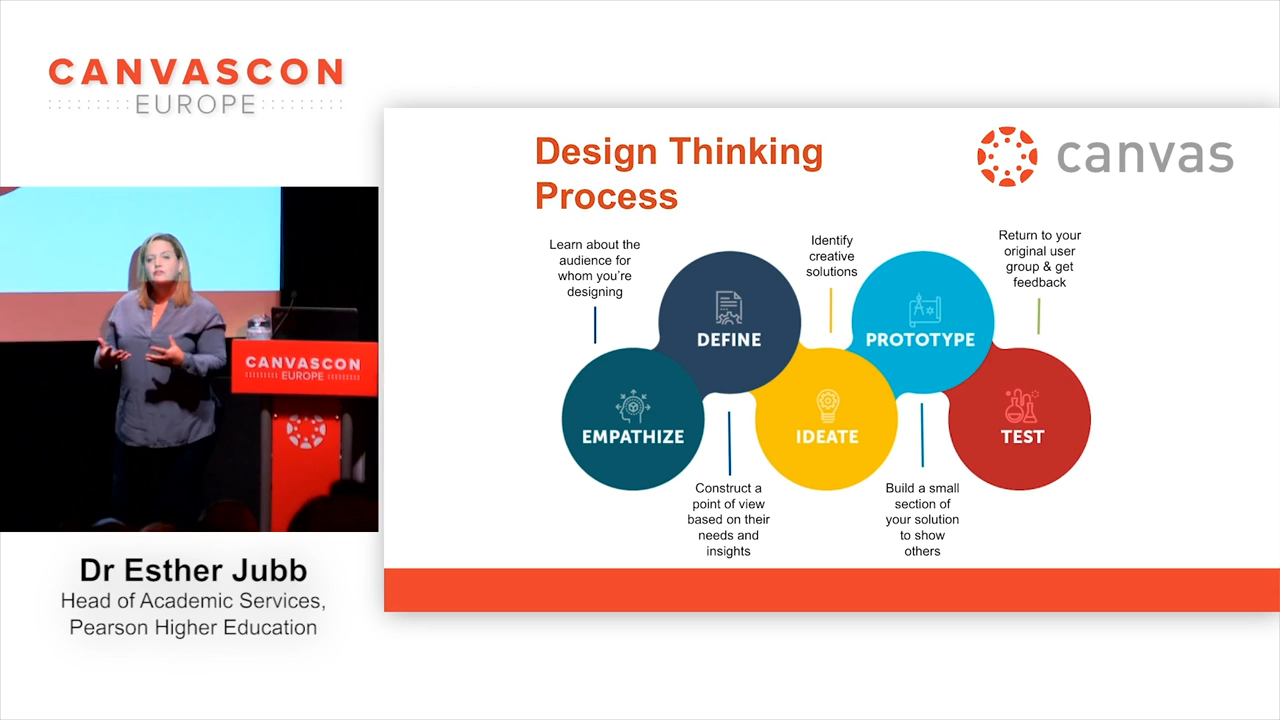 CANVASCON
EUROPE
CANVASCON
EUROPE
Dr Esther Jubb
Head of Academic Services,
Pearson Higher Education
Design Thinking
Process
canvas
Learn about the
audience for
whom you're
designing
Identify
creative
solutions
Return to your
original user
group & get
feedback
DEFINE
PROTOTYPE
EMPATHIZE
IDEATE
TEST
Construct a
point of view
based on their
needs and
insights
Build a small
section of
your solution
to show
others